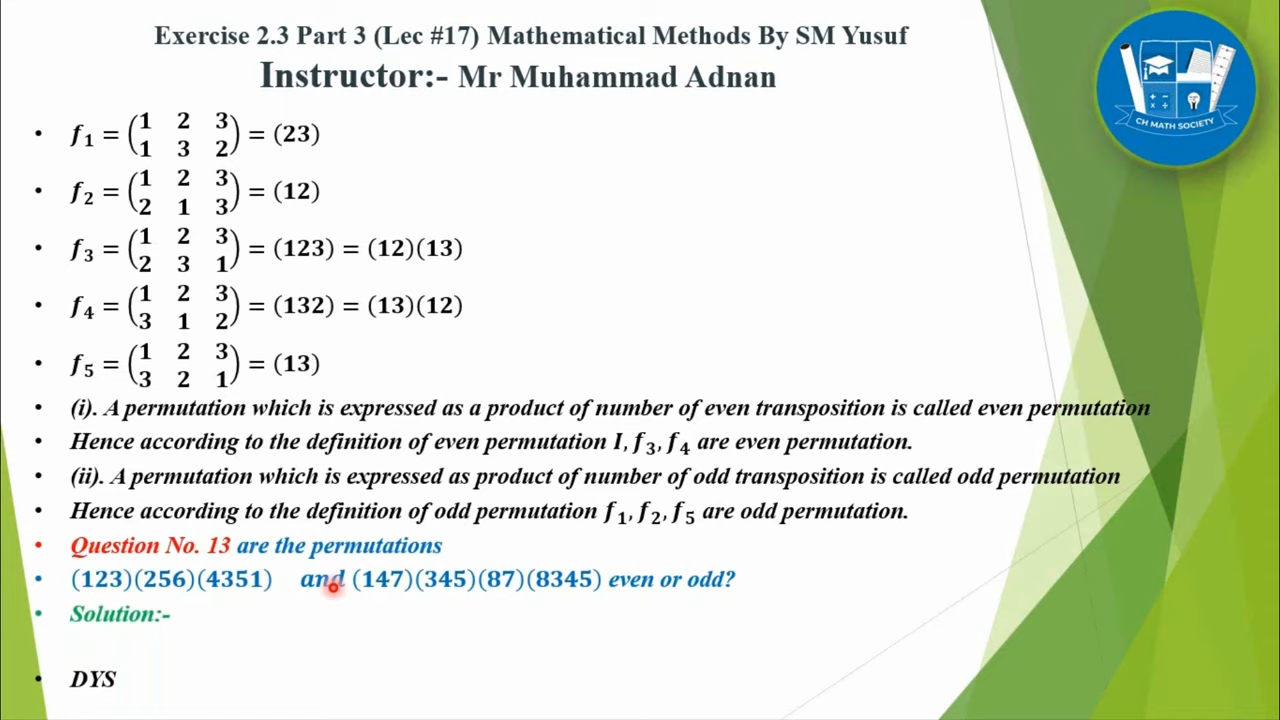 Exercise 2.3 Part 3 (Lec #17) Mathematical Methods By SM Yusuf
Instructor:- Mr Muhammad Adnan
CH MATH SOCIETY
• f₁ = (1 2 3 / 1 3 2) = (23)
• f₂ = (1 2 3 / 2 1 3) = (12)
• f₃ = (1 2 3 / 2 3 1) = (123) = (12)(13)
• f₄ = (1 2 3 / 3 1 2) = (132) = (13)(12)
• f₅ = (1 2 3 / 3 2 1) = (13)
• (i). A permutation which is expressed as a product of number of even transposition is called even permutation
• Hence according to the definition of even permutation I, f₃, f₄ are even permutation.
• (ii). A permutation which is expressed as product of number of odd transposition is called odd permutation
• Hence according to the definition of odd permutation f₁, f₂, f₅ are odd permutation.
• Question No. 13 are the permutations
• (123)(256)(4351) and (147)(345)(87)(8345) even or odd?
• Solution:-
• DYS